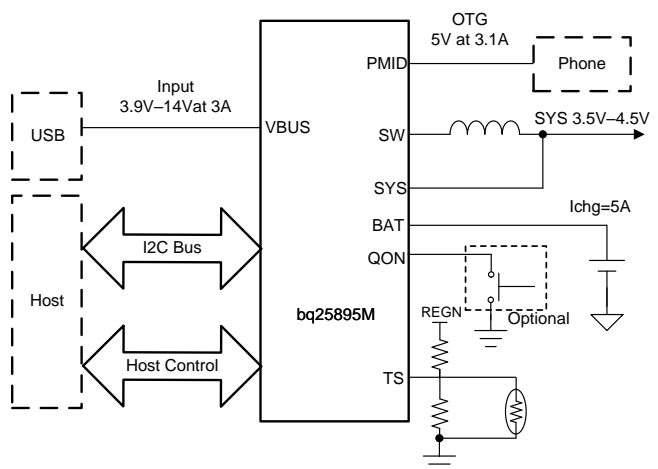 OTG
5V at 3.1A
PMID
Phone
Input
3.9V–14Vat 3A
USB
VBUS
SW
SYS 3.5V–4.5V
SYS
BAT
Ichg=5A
I2C Bus
QON
Host
bq25895M
REGN
Optional
Host Control
TS